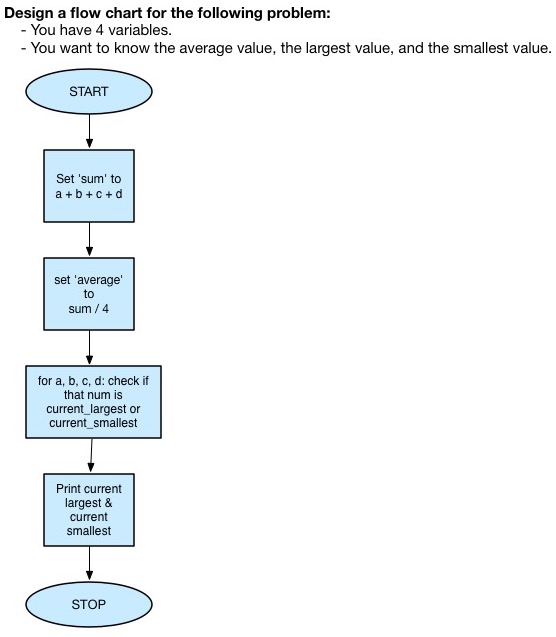 Design a flow chart for the following problem:
- You have 4 variables.
- You want to know the average value, the largest value, and the smallest value.
START
Set 'sum' to
a + b + c + d
set 'average'
to
sum / 4
for a, b, c, d: check if
that num is
current_largest or
current_smallest
Print current
largest &
current
smallest
STOP